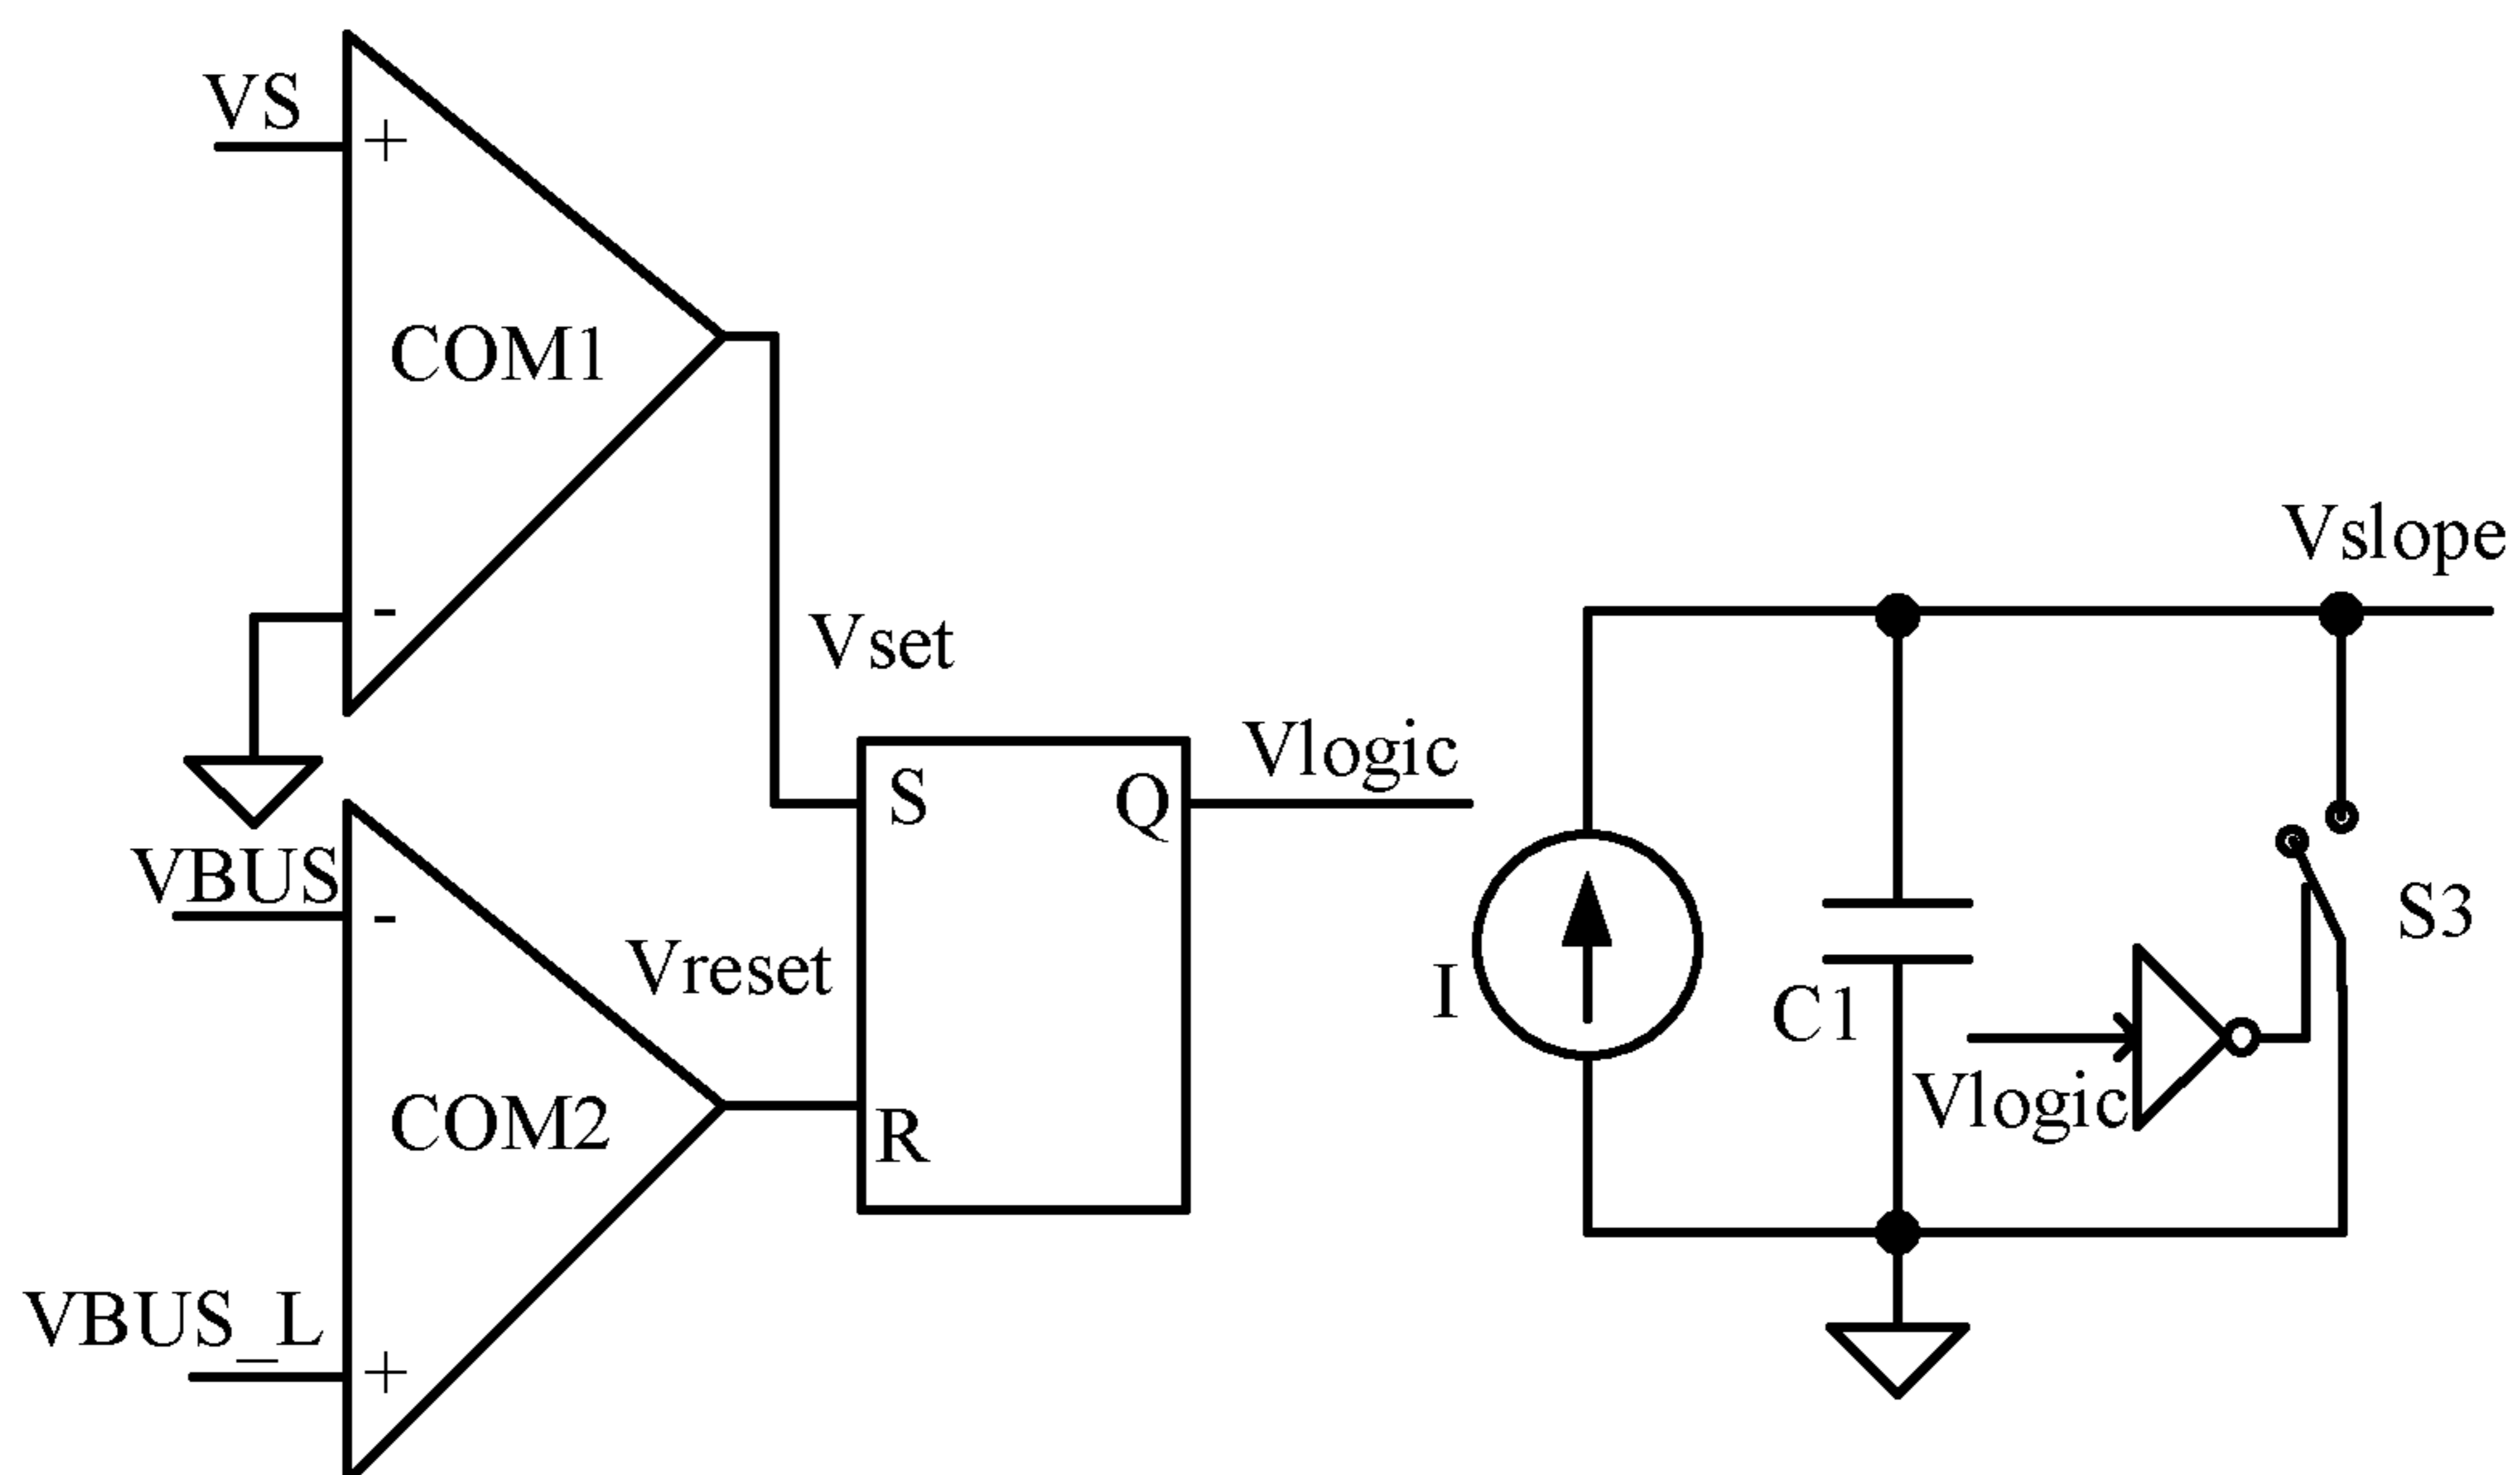 VS
+
COM1
-
Vset
Vslope
Vlogic
S
Q
VBUS
-
Vreset
S3
I
C1
Vlogic
COM2
R
VBUS_L
+